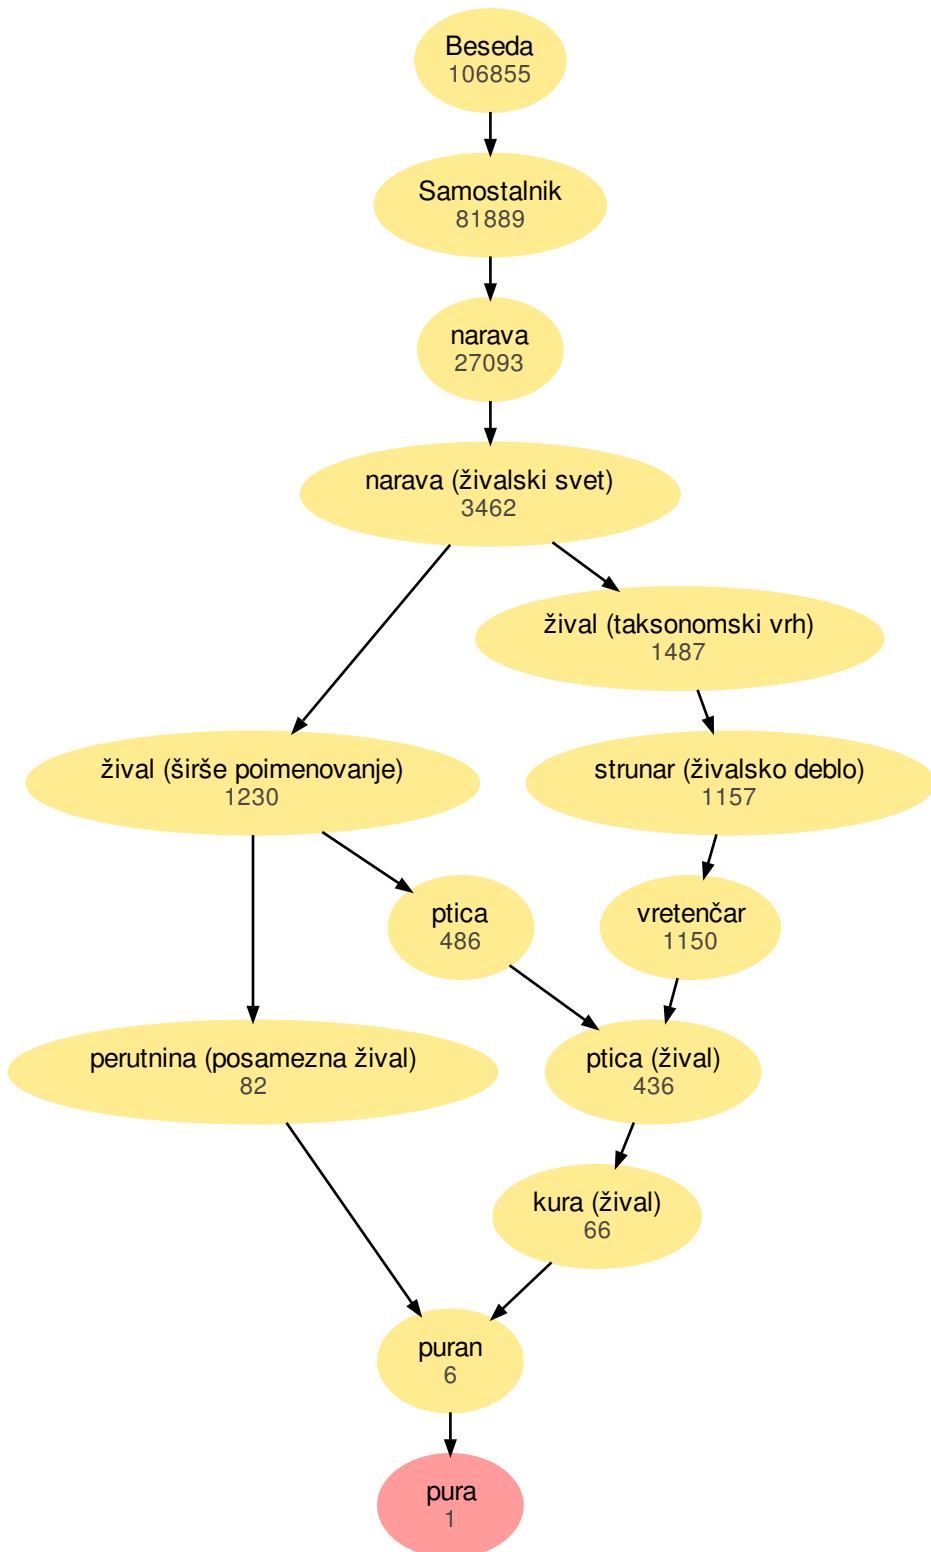 Beseda
106855
Samostalnik
81889
narava
27093
narava (živalski svet)
3462
žival (taksonomski vrh)
1487
žival (širše poimenovanje)
1230
strunar (živalsko deblo)
1157
ptica
486
vretenčar
1150
perutnina (posamezna žival)
82
ptica (žival)
436
kura (žival)
66
puran
6
pura
1